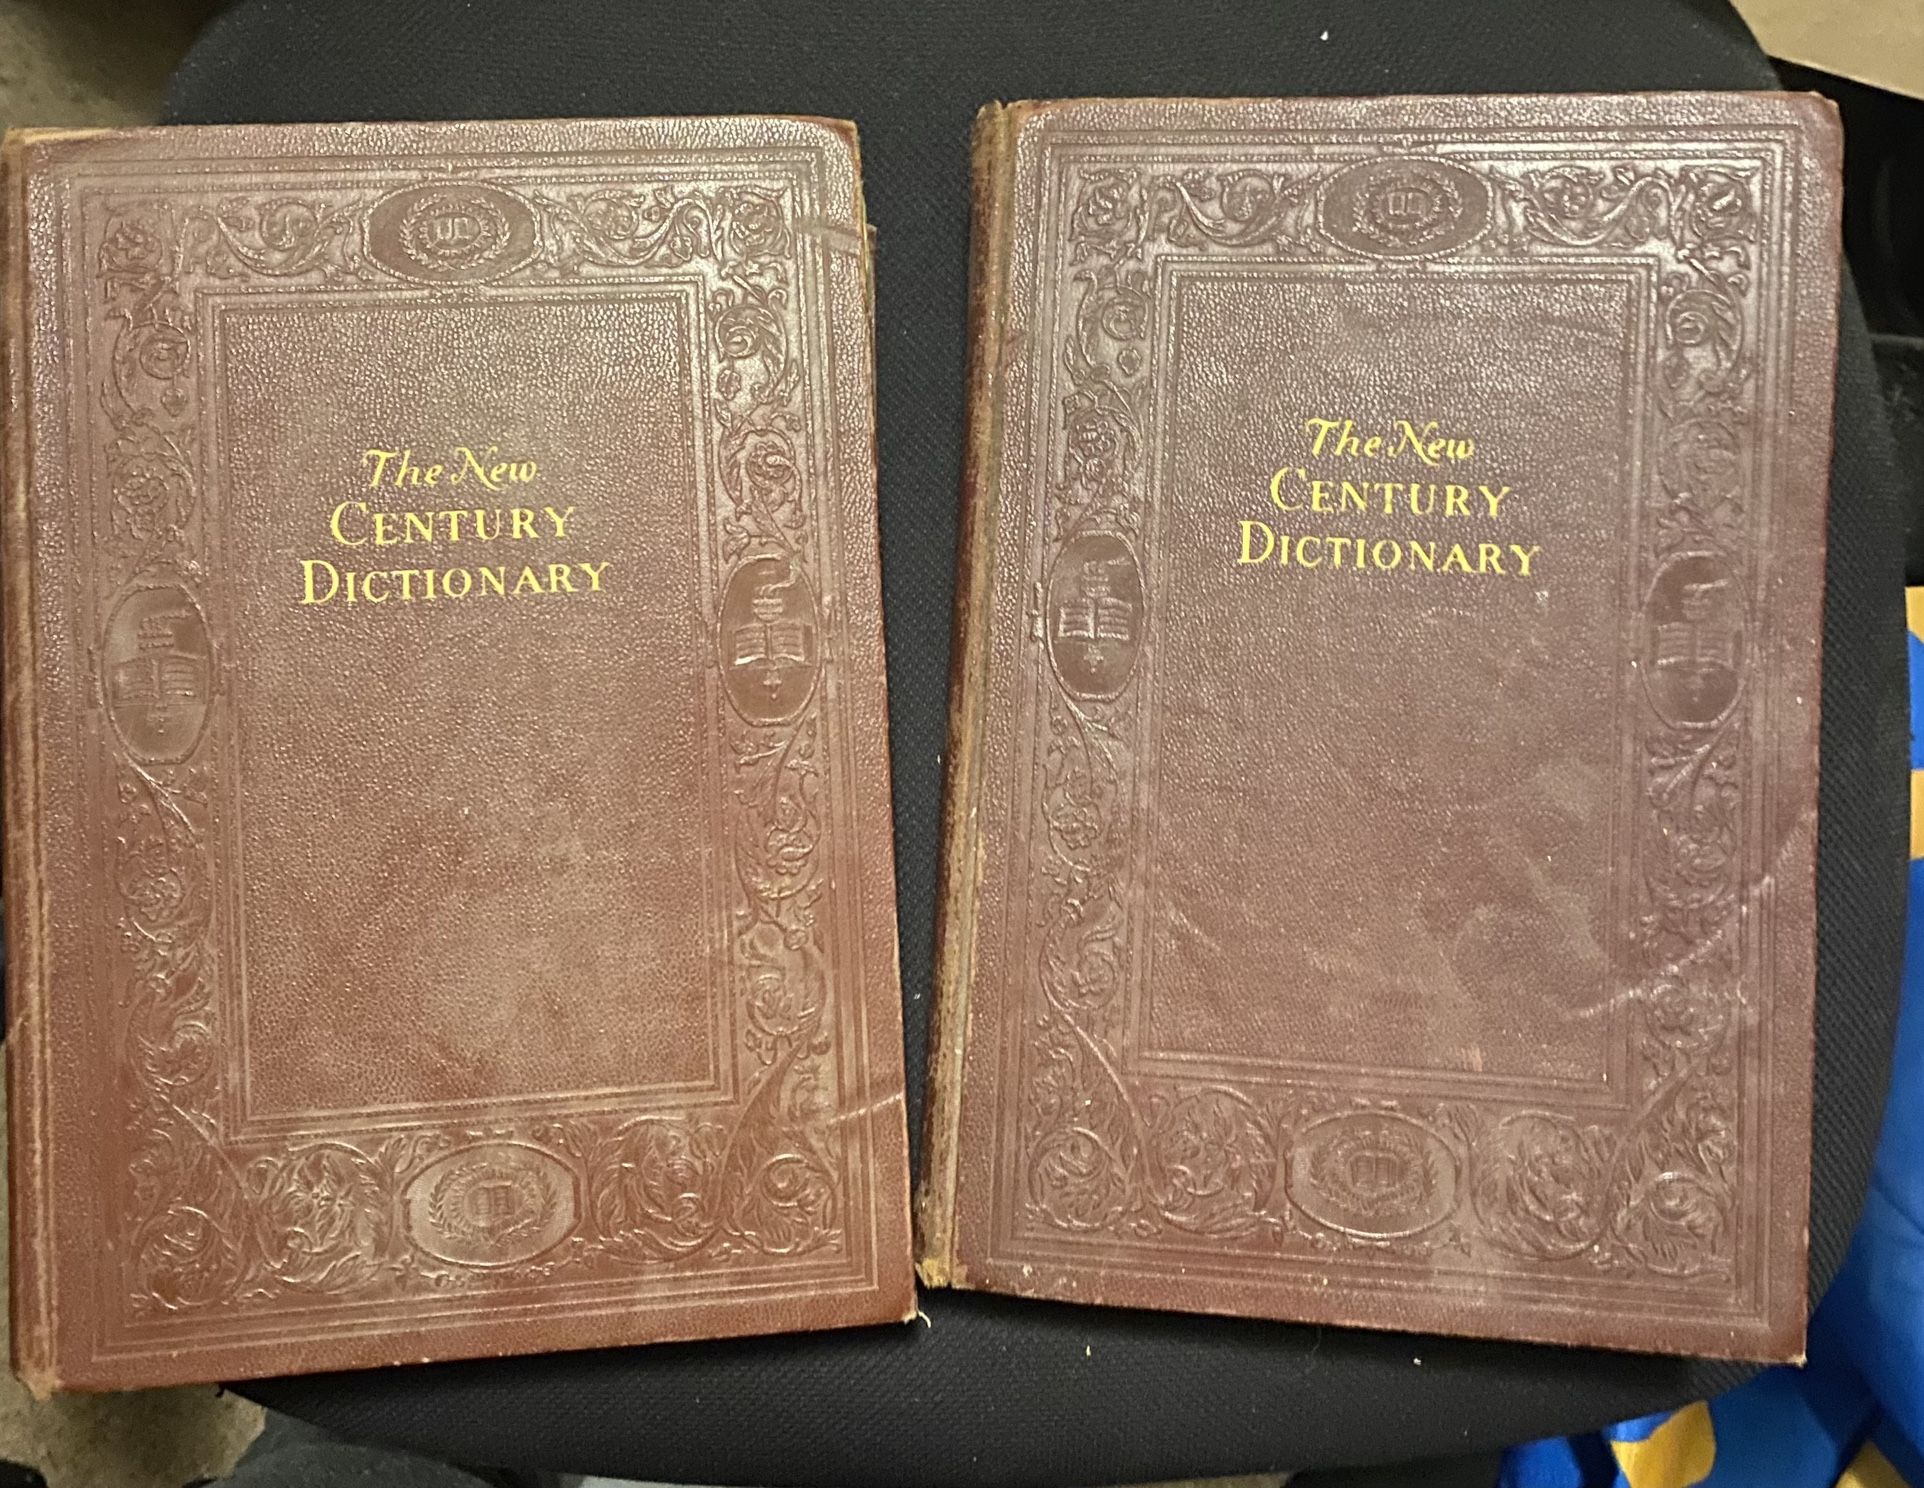 The New
CENTURY
DICTIONARY
The New
CENTURY
DICTIONARY